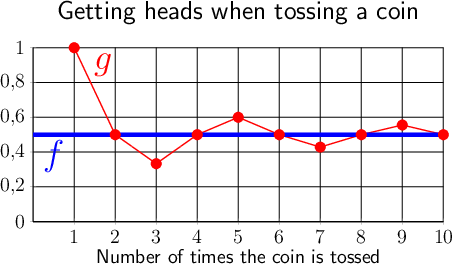 Getting heads when tossing a coin
g
1
0,8
0,6
0,4
0,2
0
f
1 2 3 4 5 6 7 8 9 10
Number of times the coin is tossed